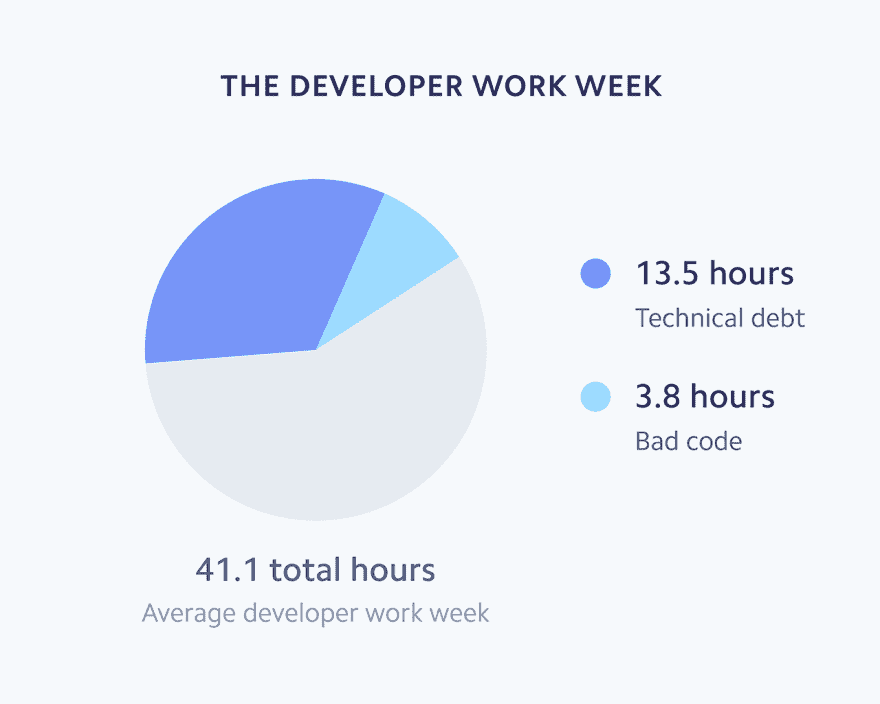 THE DEVELOPER WORK WEEK
13.5 hours
Technical debt
3.8 hours
Bad code
41.1 total hours
Average developer work week